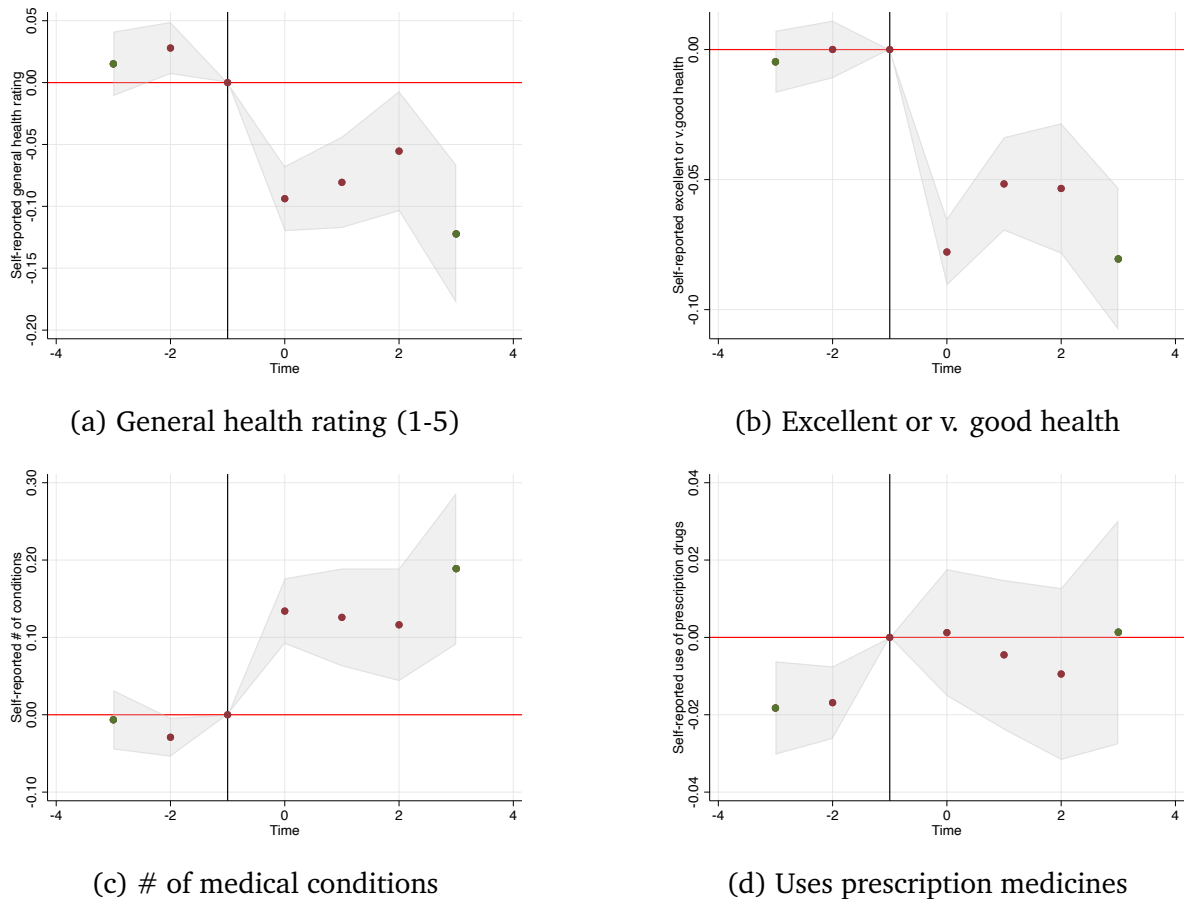 Self-reported general health rating
0.05
0.00
-0.05
-0.10
-0.15
-0.20
-4 -2 0 2 4
Time
(a) General health rating (1-5)
Self-reported excellent or v.good health
0.00
-0.05
-0.10
-4 -2 0 2 4
Time
(b) Excellent or v. good health
Self-reported # of conditions
0.30
0.20
0.10
0.00
-0.10
-4 -2 0 2 4
Time
(c) # of medical conditions
Self-reported use of prescription drugs
0.04
0.02
0.00
-0.02
-0.04
-4 -2 0 2 4
Time
(d) Uses prescription medicines